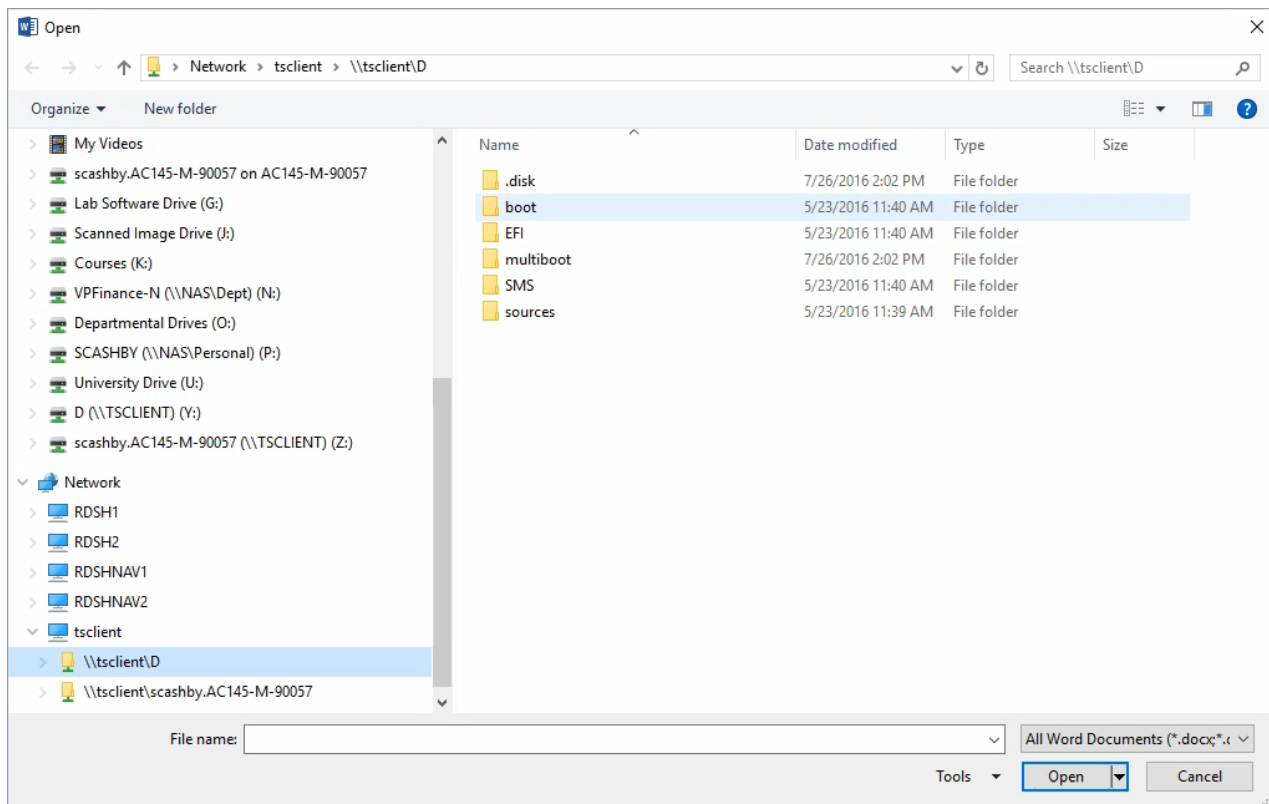 Open
Network > tsclient > \\tsclient\D
Search \\tsclient\D
Organize
New folder
My Videos
scashby.AC145-M-90057 on AC145-M-90057
Lab Software Drive (G:)
Scanned Image Drive (J:)
Courses (K:)
VPFinance-N (\\NAS\Dept) (N:)
Departmental Drives (O:)
SCASHBY (\\NAS\Personal) (P:)
University Drive (U:)
D (\\TSCLIENT) (Y:)
scashby.AC145-M-90057 (\\TSCLIENT) (Z:)
Network
RDSH1
RDSH2
RDSHNAV1
RDSHNAV2
tsclient
\\tsclient\D
\\tsclient\scashby.AC145-M-90057
Name Date modified Type Size
.disk 7/26/2016 2:02 PM File folder
boot 5/23/2016 11:40 AM File folder
EFI 5/23/2016 11:40 AM File folder
multiboot 7/26/2016 2:02 PM File folder
SMS 5/23/2016 11:40 AM File folder
sources 5/23/2016 11:39 AM File folder
File name:
All Word Documents (*.docx;*.
Tools
Open
Cancel